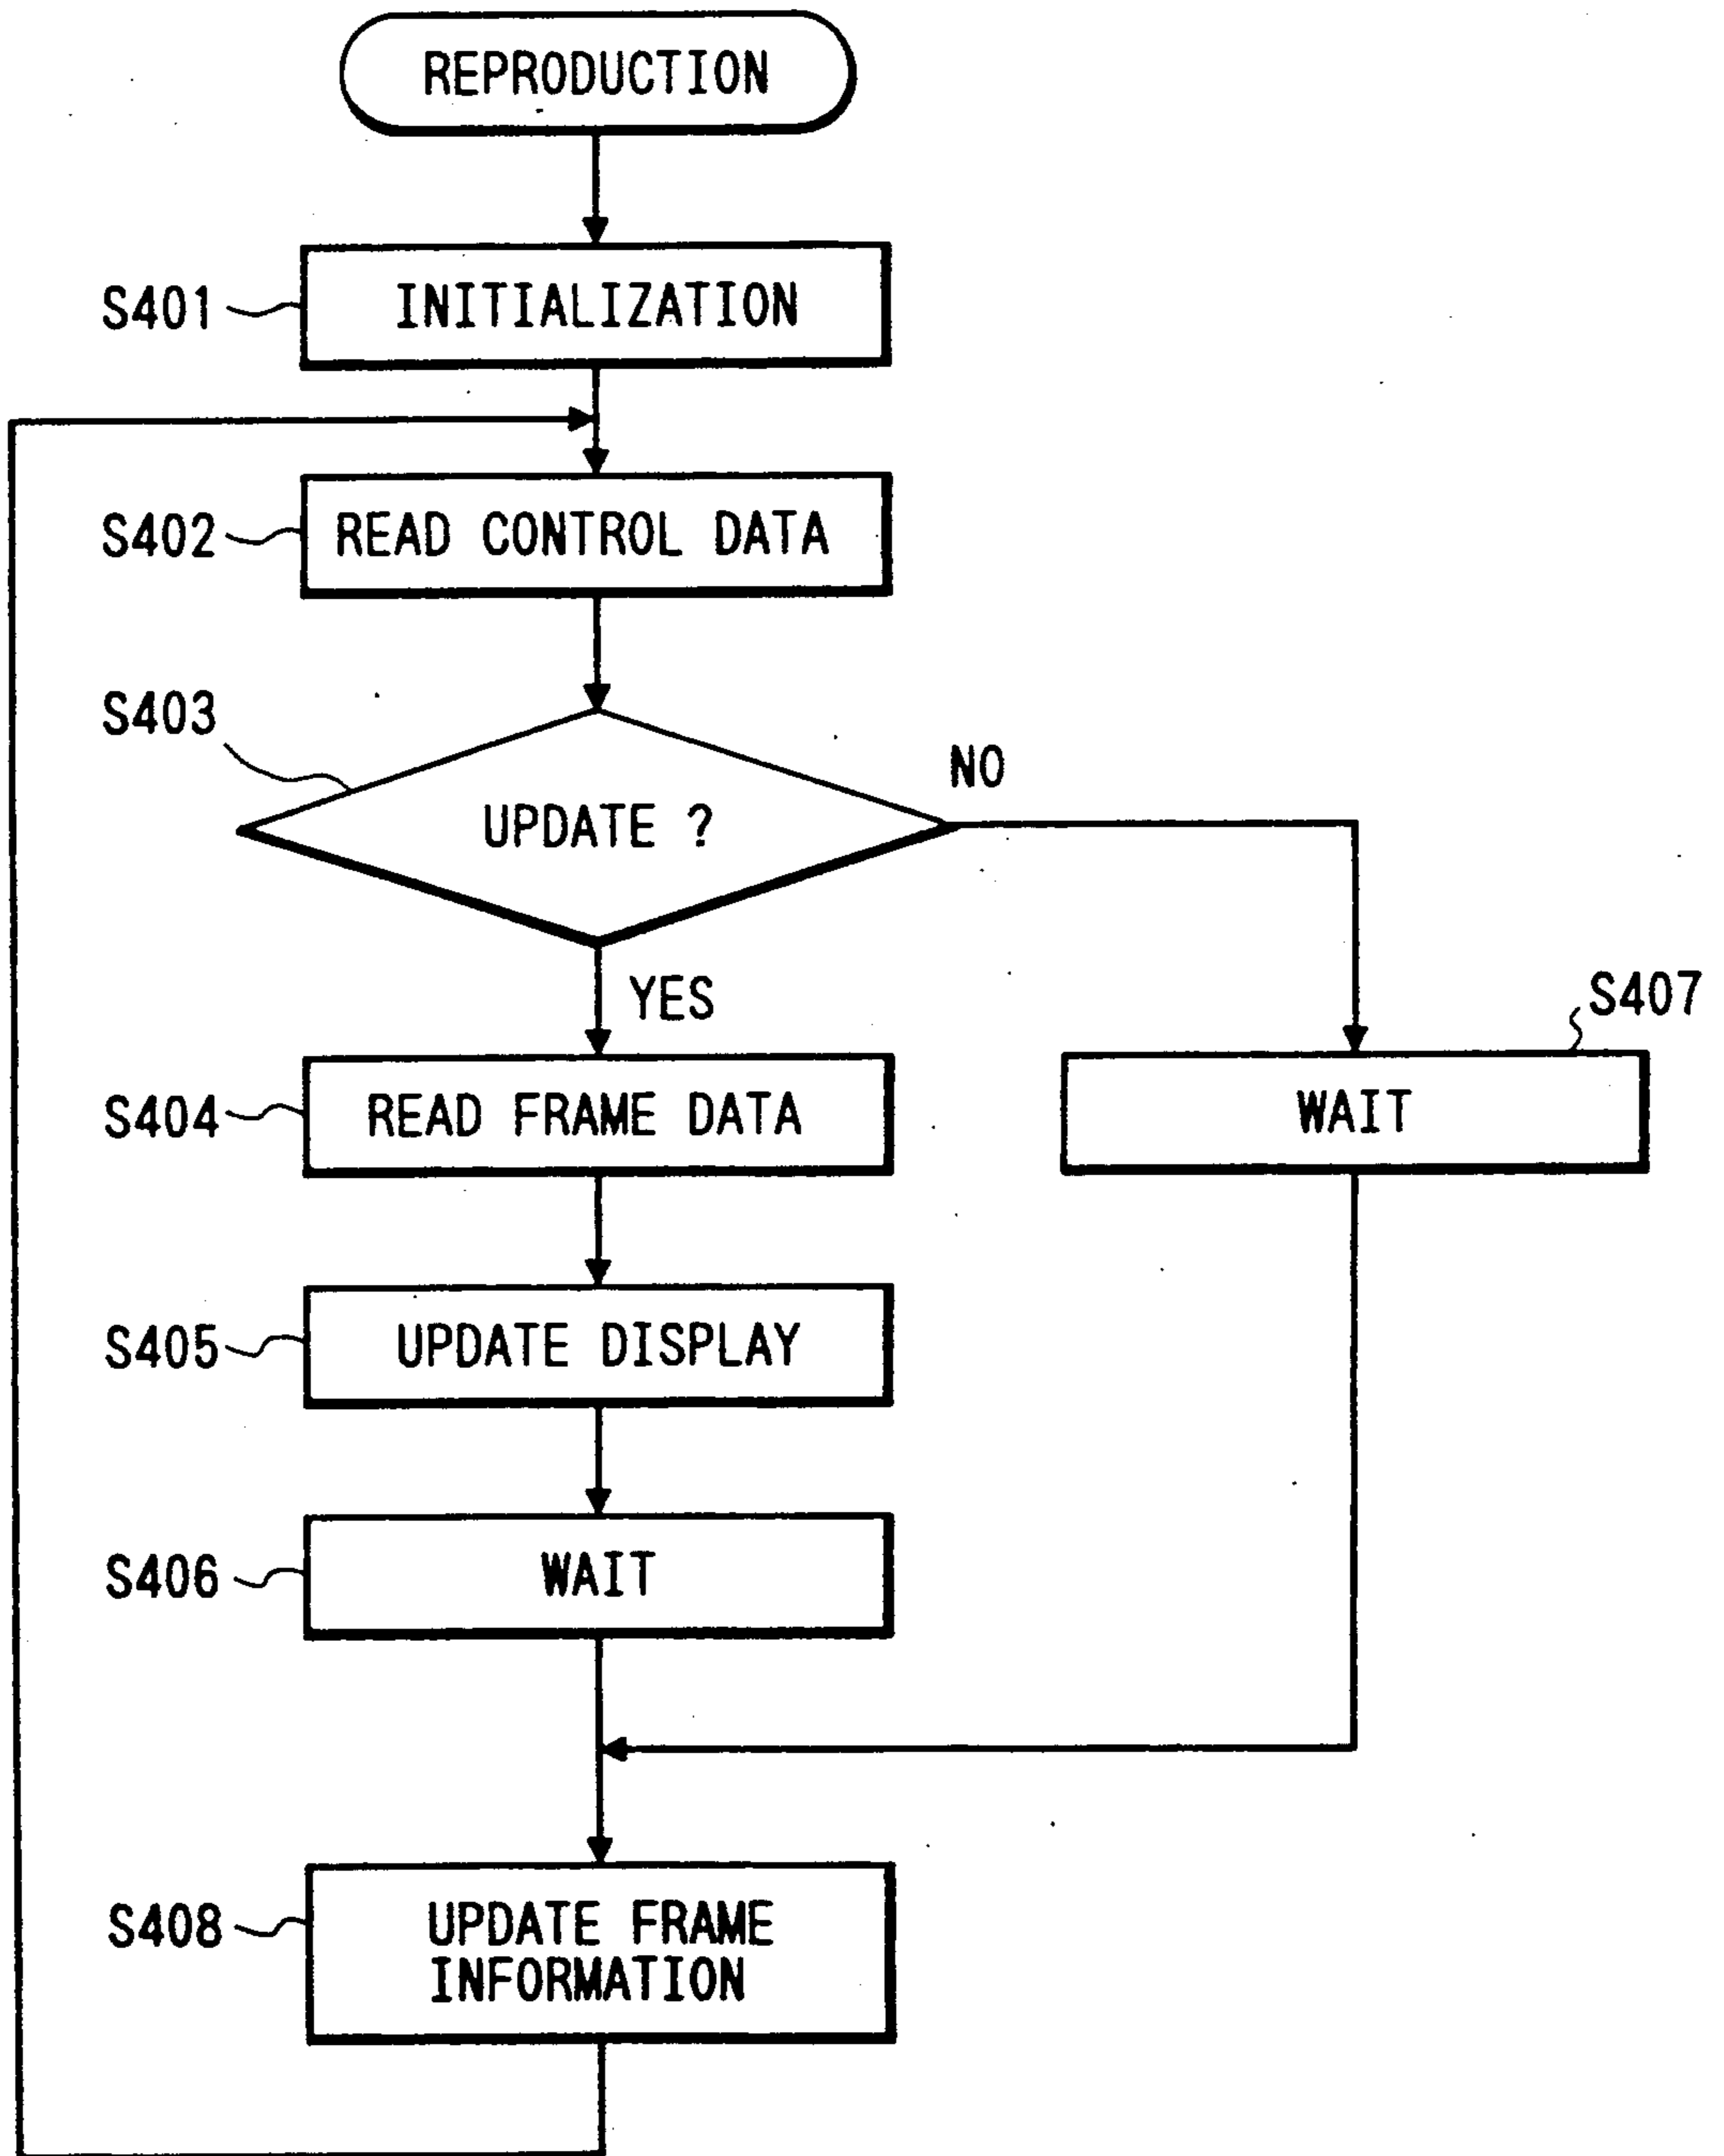 REPRODUCTION
S401
INITIALIZATION
S402
READ CONTROL DATA
S403
UPDATE ?
NO
YES
S404
READ FRAME DATA
S407
WAIT
S405
UPDATE DISPLAY
S406
WAIT
S408
UPDATE FRAME
INFORMATION